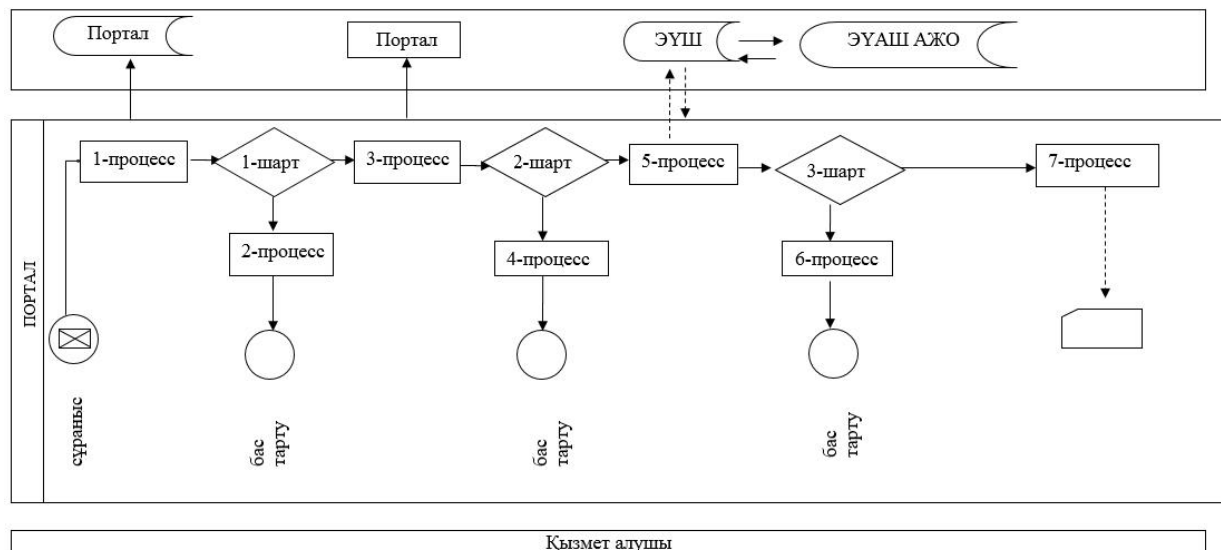 Портал
Портал
ЭҮШ
ЭҮАШ АЖО
ПОРТАЛ
1-процесс
1-шарт
3-процесс
2-шарт
5-процесс
3-шарт
7-процесс
2-процесс
4-процесс
6-процесс
сұраныс
бас
тарту
бас
тарту
бас
тарту
Қызмет алушы